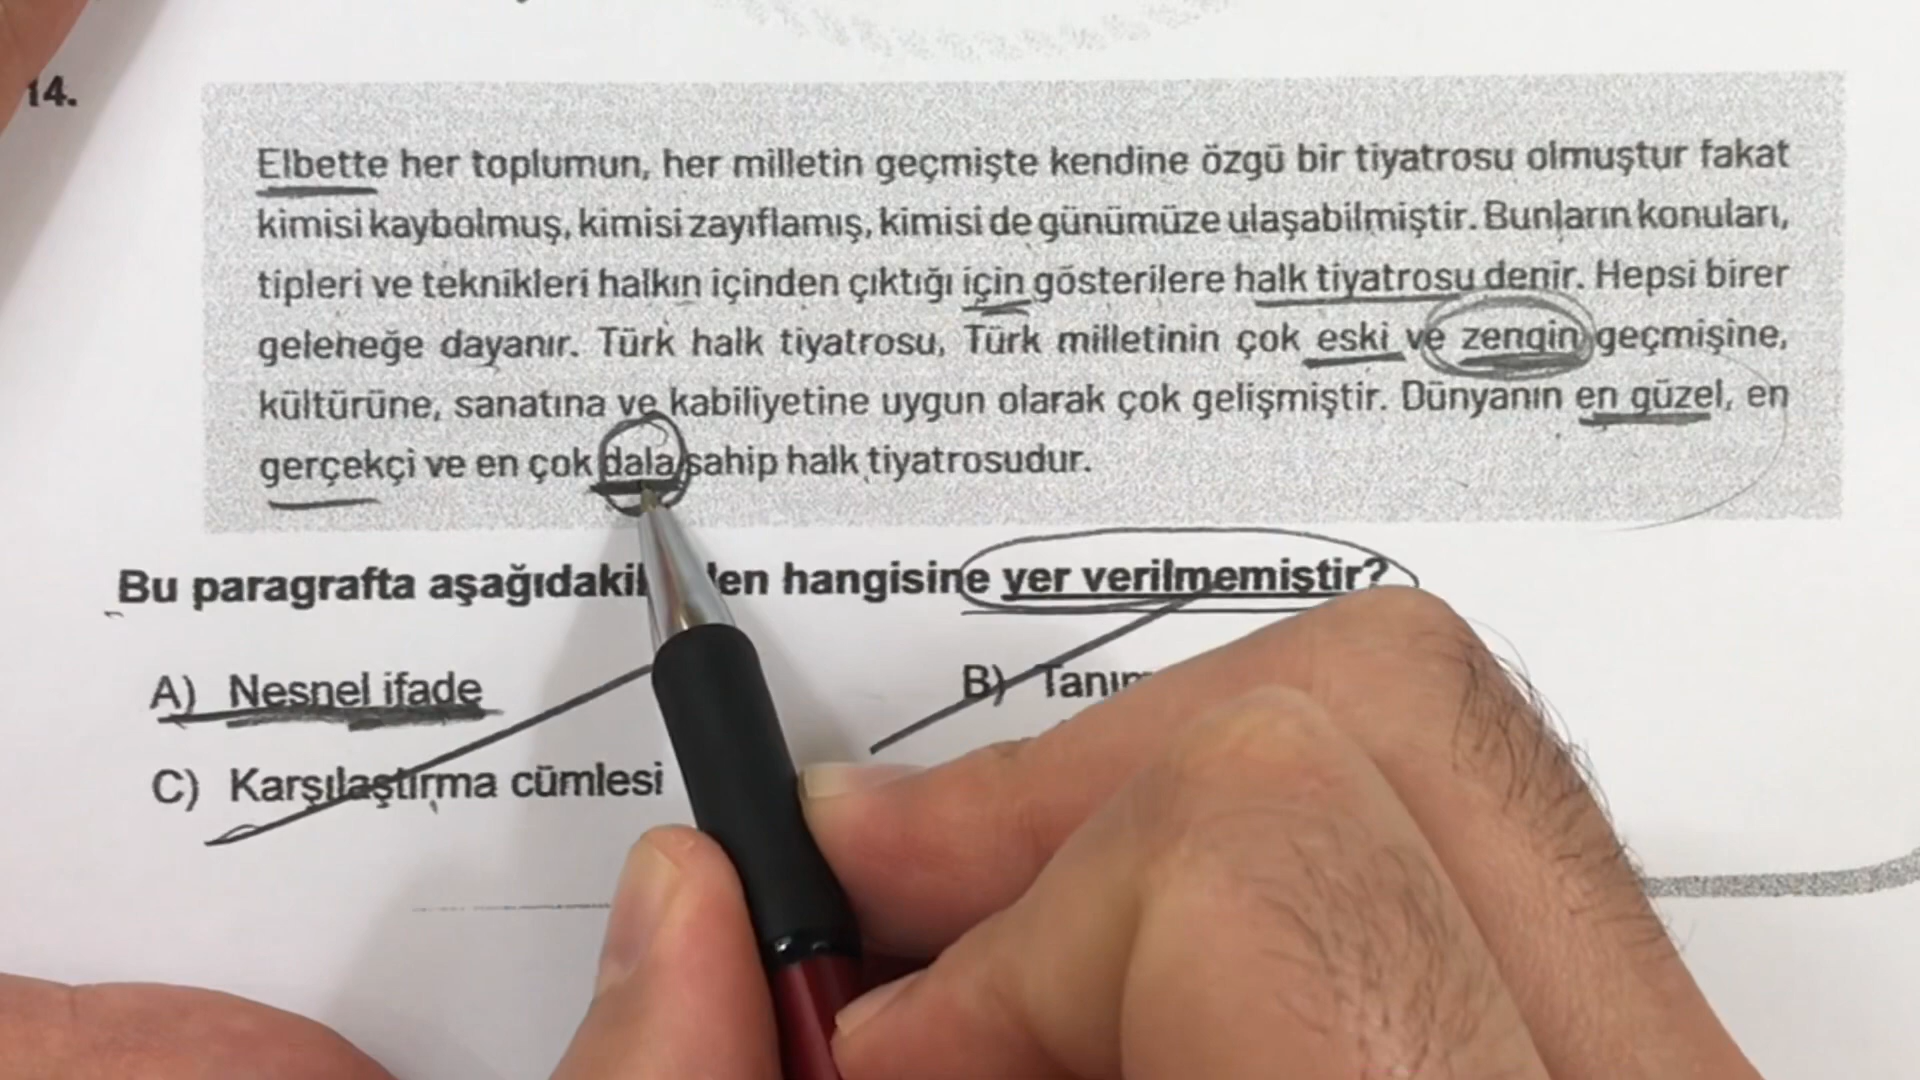 14.
Elbette her toplumun, her milletin geçmişte kendine özgü bir tiyatrosu olmuştur fakat
kimisi kaybolmuş, kimisi zayıflamış, kimisi de günümüze ulaşabilmiştir. Bunların konuları,
tipleri ve teknikleri halkın içinden çıktığı için gösterilere halk tiyatrosu denir. Hepsi birer
geleneğe dayanır. Türk halk tiyatrosu, Türk milletinin çok eski ve zengin geçmişine,
kültürüne, sanatına ve kabiliyetine uygun olarak çok gelişmiştir. Dünyanın en güzel, en
gerçekçi ve en çok dala sahip halk tiyatrosudur.
Bu paragrafta hangisine yer verilmemiştir?
A) Nesnel ifade
B)
C) Karşılaştırma cümlesi